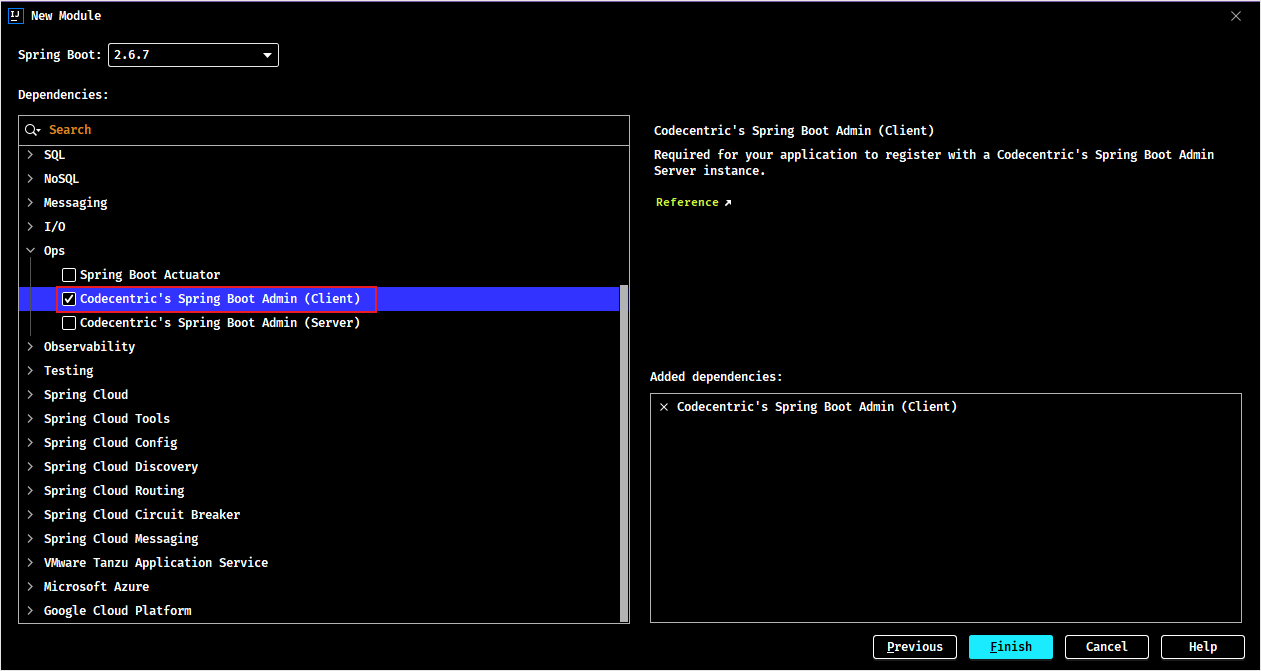 IJ New Module
Spring Boot: 2.6.7
Dependencies:
Search
SQL
NoSQL
Messaging
I/O
Ops
Spring Boot Actuator
Codecentric's Spring Boot Admin (Client)
Codecentric's Spring Boot Admin (Server)
Observability
Testing
Spring Cloud
Spring Cloud Tools
Spring Cloud Config
Spring Cloud Discovery
Spring Cloud Routing
Spring Cloud Circuit Breaker
Spring Cloud Messaging
VMware Tanzu Application Service
Microsoft Azure
Google Cloud Platform
Codecentric's Spring Boot Admin (Client)
Required for your application to register with a Codecentric's Spring Boot Admin
Server instance.
Reference
Added dependencies:
Codecentric's Spring Boot Admin (Client)
Previous
Finish
Cancel
Help